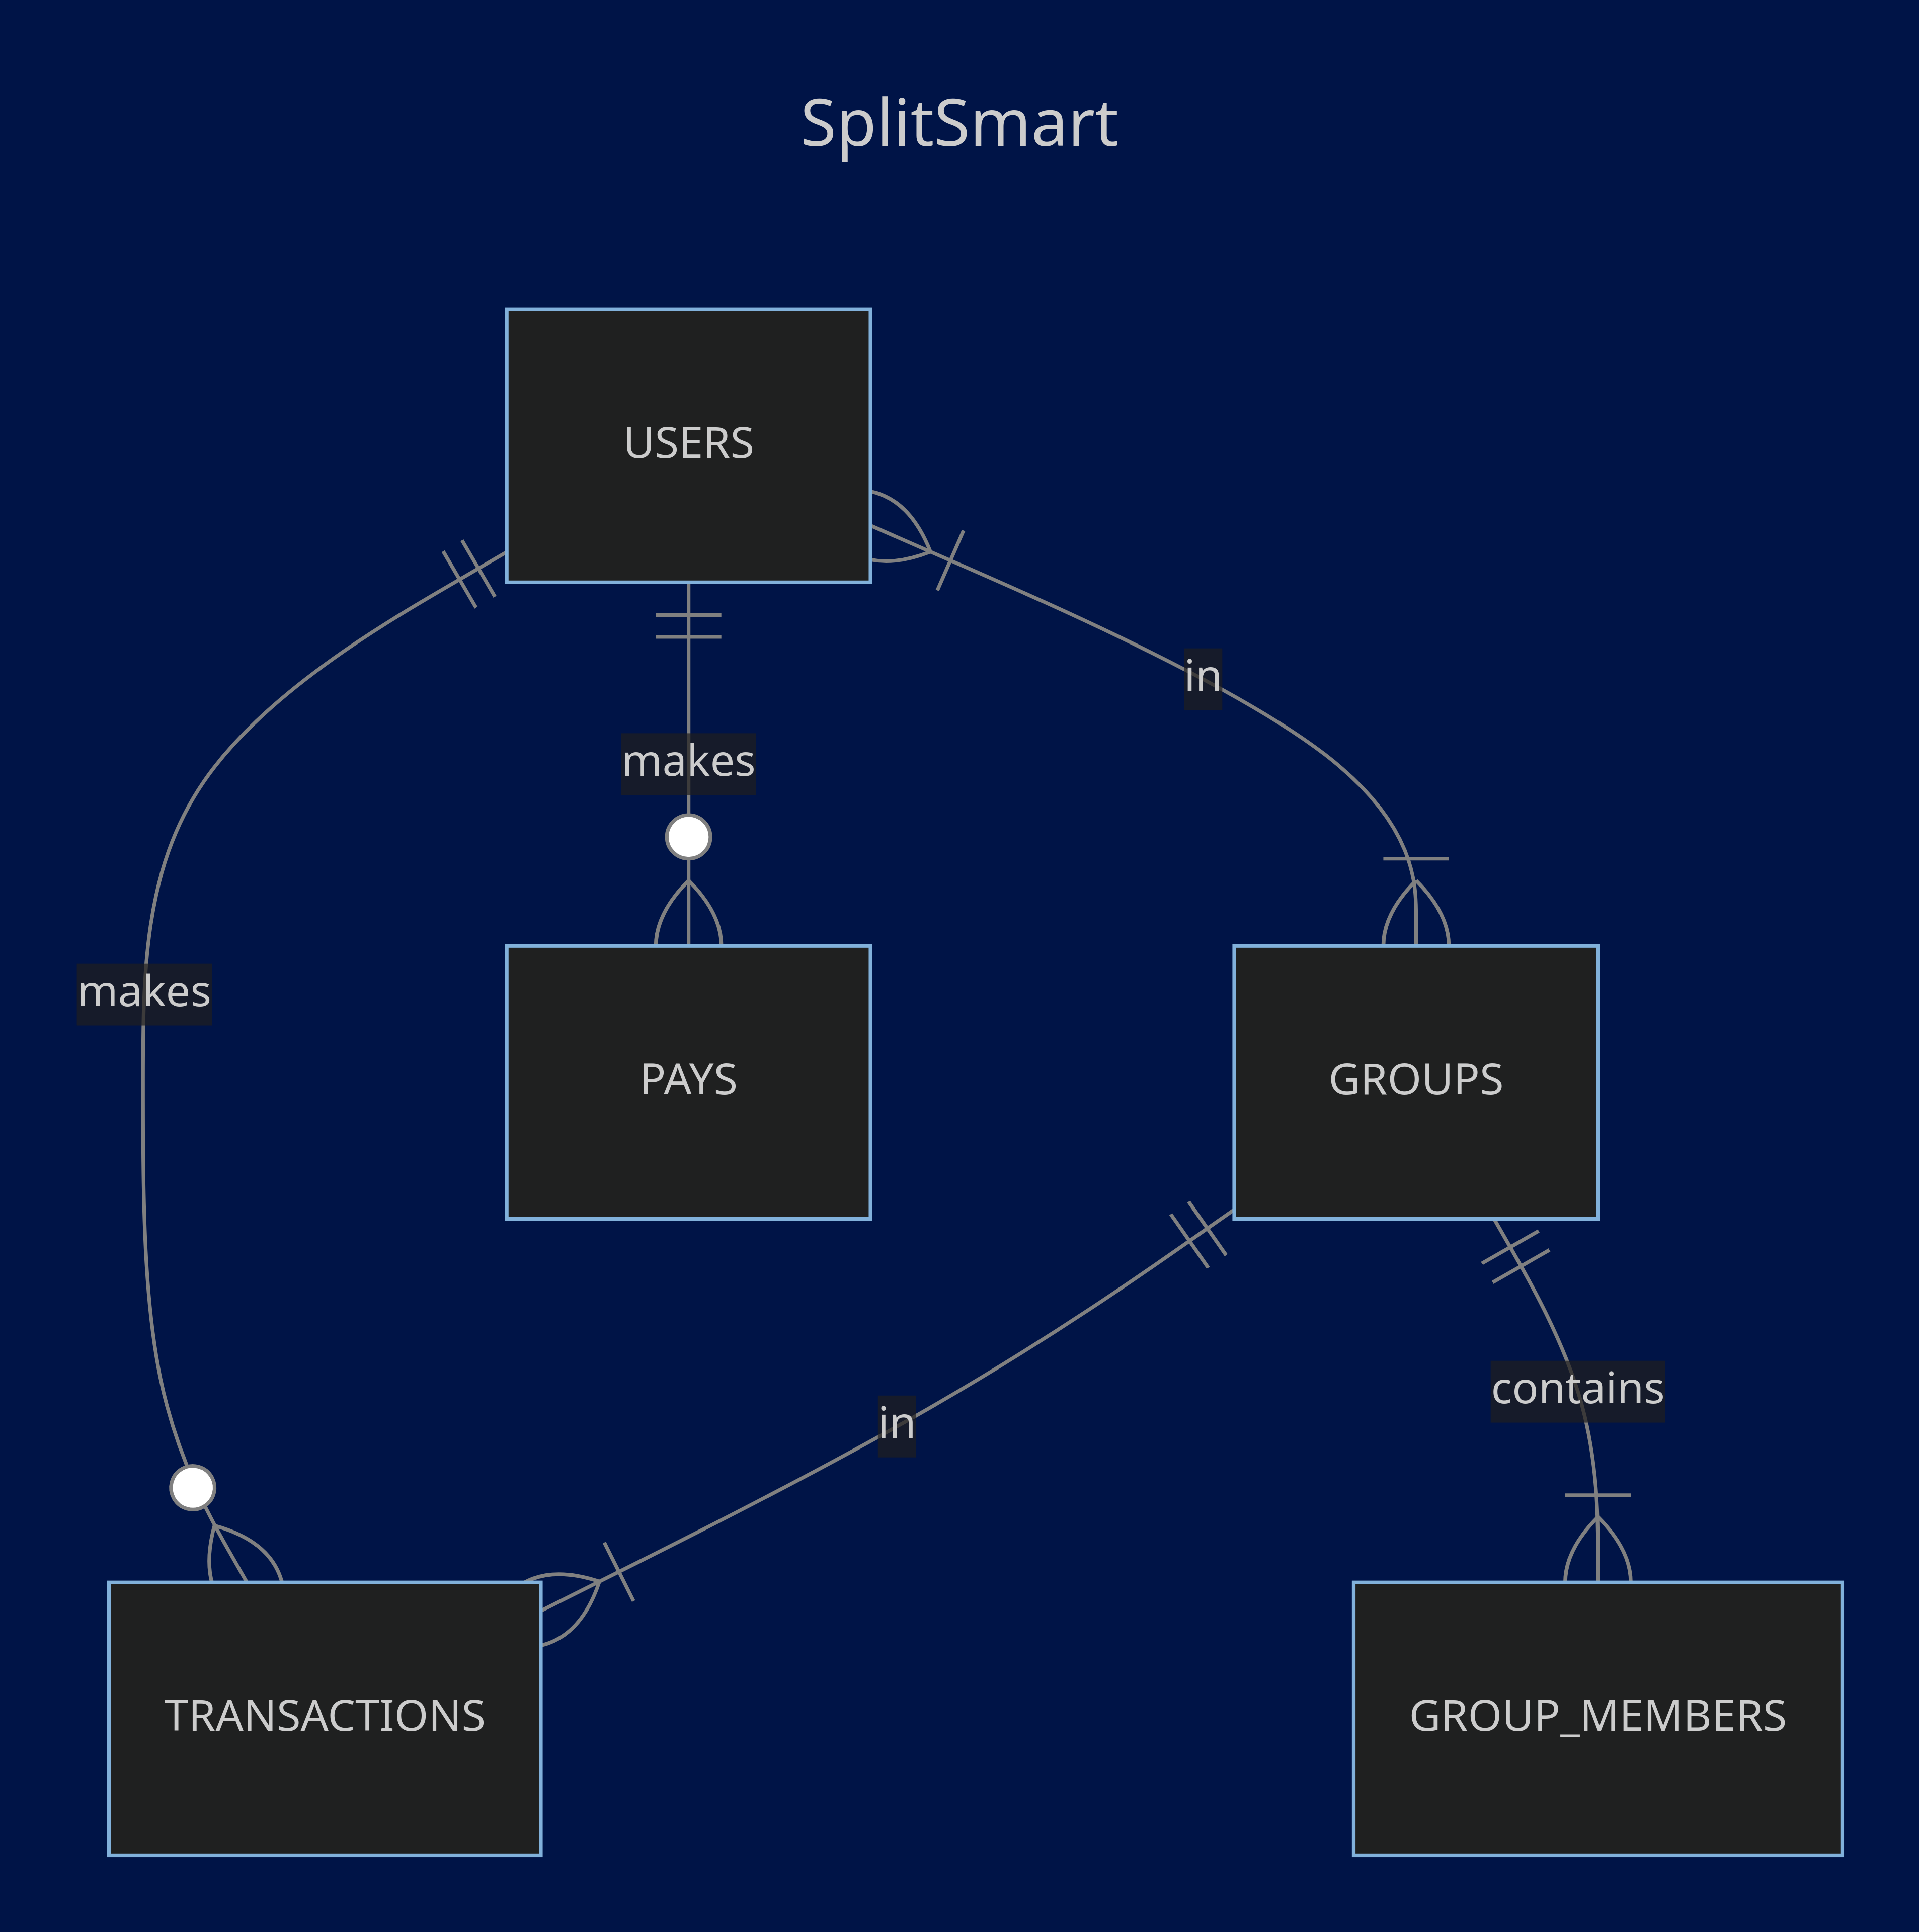 SplitSmart
USERS
in
makes
makes
PAYS
GROUPS
contains
in
TRANSACTIONS
GROUP_MEMBERS